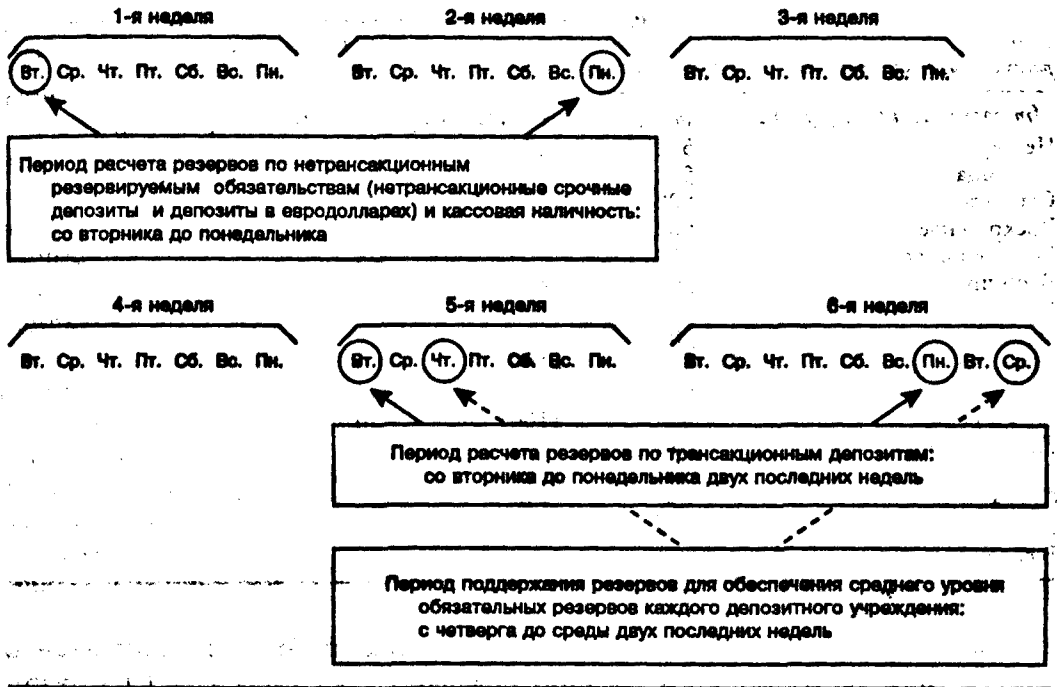 1-я неделя 2-я неделя 3-я неделя
Вт. Ср. Чт. Пт. Сб. Вс. Пн. Вт. Ср. Чт. Пт. Сб. Вс. Пн. Вт. Ср. Чт. Пт. Сб. Вс. Пн.
Период расчета резервов по нетрансакционным
резервируемым обязательствам (нетрансакционные срочные
депозиты и депозиты в евродолларах) и кассовая наличность:
со вторника до понедельника
4-я неделя 5-я неделя 6-я неделя
Вт. Ср. Чт. Пт. Сб. Вс. Пн. Вт. Ср. Чт. Пт. Сб. Вс. Пн. Вт. Ср. Чт. Пт. Сб. Вс. Пн. Вт. Ср.
Период расчета резервов по трансакционным депозитам:
со вторника до понедельника двух последних недель
Период поддержания резервов для обеспечения среднего уровня
обязательных резервов каждого депозитного учреждения:
с четверга до среды двух последних недель